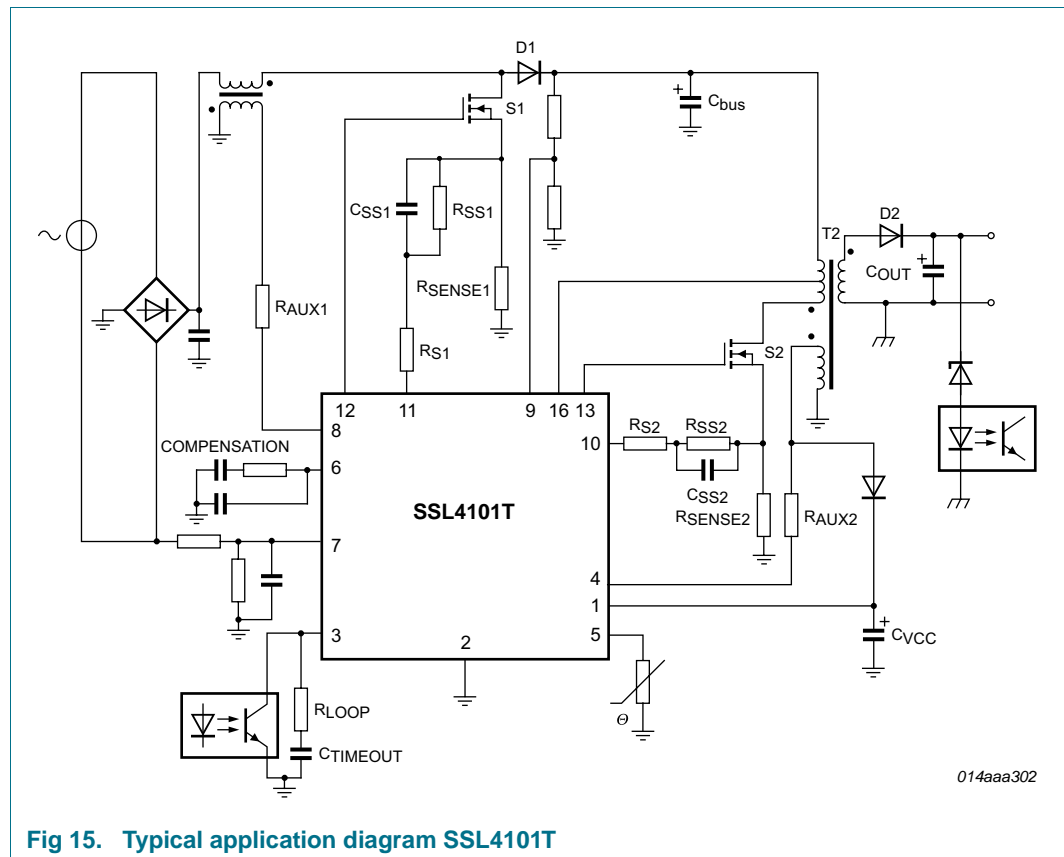 D1
S1
Cbus
CSS1
RSS1
D2
T2
COUT
RSENSE1
RAUX1
RS1
S2
12
11
9
16
13
8
10
RS2
RSS2
COMPENSATION
6
CSS2
SSL4101T
RSENSE2
RAUX2
7
4
1
3
2
5
CVCC
RLOOP
Θ
CTIMEOUT
014aaa302
Fig 15. Typical application diagram SSL4101T